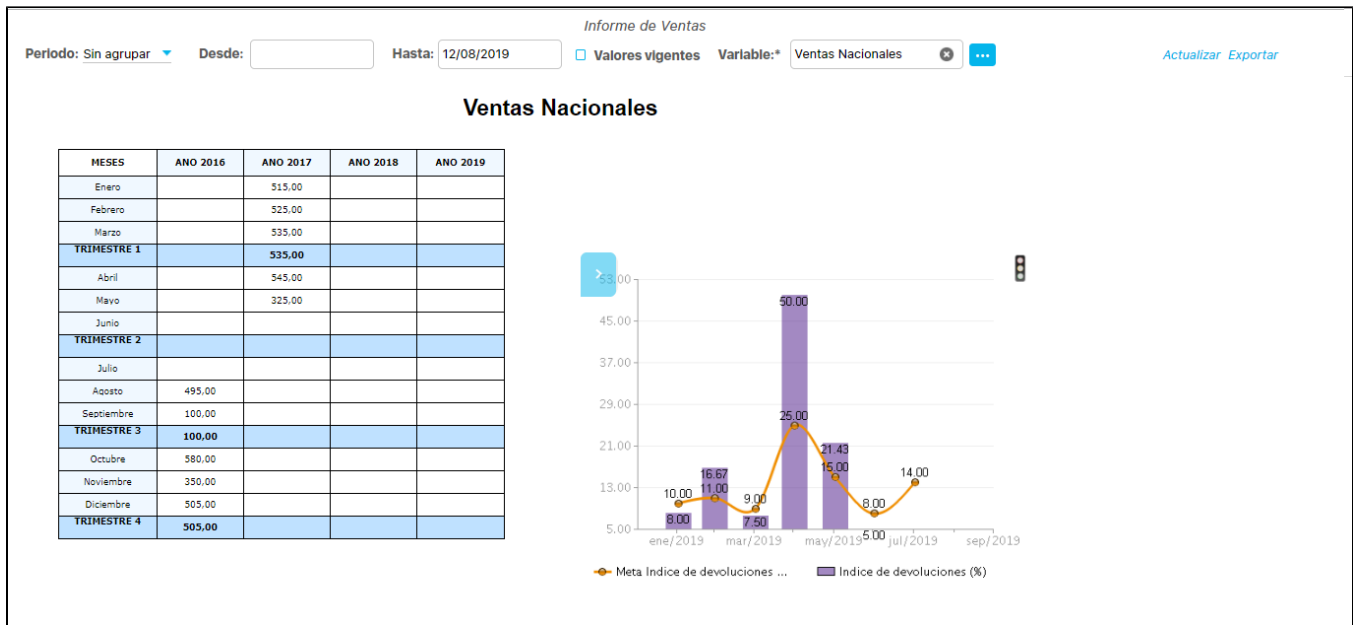 Informe de Ventas
Periodo: Sin agrupar Desde: Hasta: 12/08/2019 Valores vigentes Variable:* Ventas Nacionales ... Actualizar Exportar
Ventas Nacionales
MESES ANO 2016 ANO 2017 ANO 2018 ANO 2019
Enero 515,00
Febrero 525,00
Marzo 535,00
TRIMESTRE 1 535,00
Abril 545,00
Mayo 325,00
Junio
TRIMESTRE 2
Julio
Agosto 495,00
Septiembre 100,00
TRIMESTRE 3 100,00
Octubre 580,00
Noviembre 350,00
Diciembre 505,00
TRIMESTRE 4 505,00
53.00
50.00
45.00
37.00
29.00
25.00
21.00
21.43
16.67 15.00 14.00
13.00
10.00 11.00 9.00 8.00
8.00 7.50
5.00
5.00
ene/2019 mar/2019 may/2019 jul/2019 sep/2019
Meta Indice de devoluciones ... Indice de devoluciones (%)